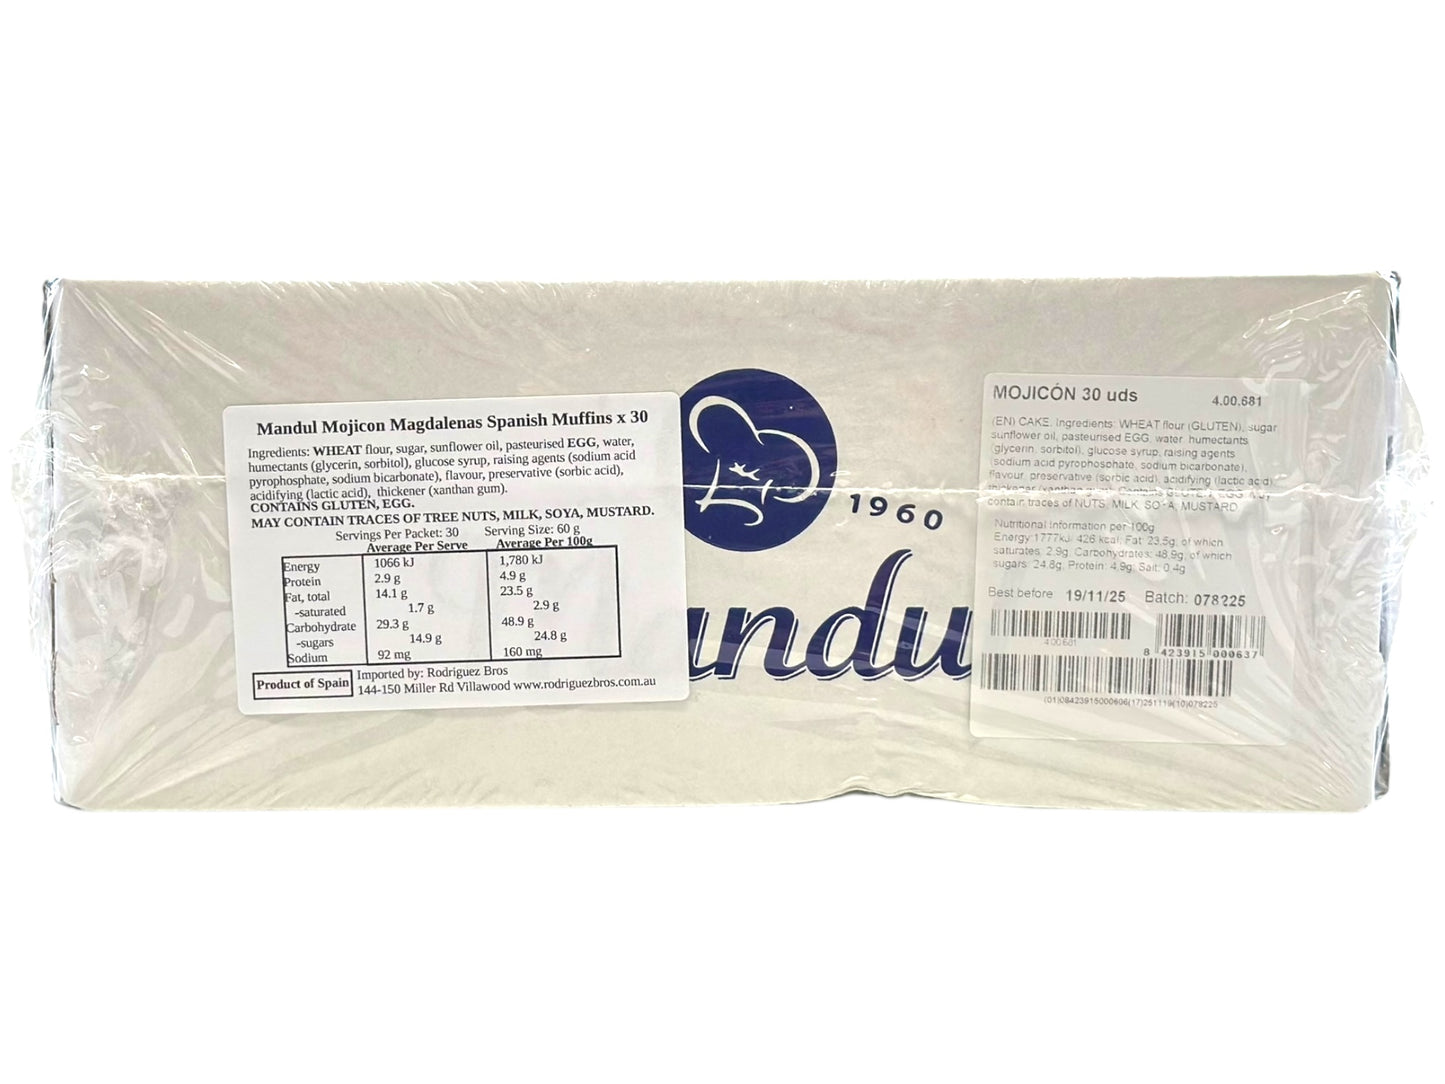 Mandul Mojicon Magdalenas Spanish Muffins x 30
Ingredients: WHEAT flour, sugar, sunflower oil, pasteurised EGG, water,
humectants (glycerin, sorbitol), glucose syrup, raising agents (sodium acid
pyrophosphate, sodium bicarbonate), flavour, preservative (sorbic acid),
acidifying (lactic acid), thickener (xanthan gum).
CONTAINS GLUTEN, EGG.
MAY CONTAIN TRACES OF TREE NUTS, MILK, SOYA, MUSTARD.
Servings Per Packet: 30 Serving Size: 60 g
Average Per Serve Average Per 100g
Energy 1066 kJ 1,780 kJ
Protein 2.9 g 4.9 g
Fat, total 14.1 g 23.5 g
-saturated 1.7 g 2.9 g
Carbohydrate 29.3 g 48.9 g
-sugars 14.9 g 24.8 g
Sodium 92 mg 160 mg
Product of Spain
Imported by: Rodriguez Bros
144-150 Miller Rd Villawood www.rodriguezbros.com.au
1960
andu
MOJICÓN 30 uds 4.00.681
(EN) CAKE. Ingredients: WHEAT flour (GLUTEN), sugar
sunflower oil, pasteurised EGG, water, humectants
(glycerin, sorbitol), glucose syrup, raising agents
(sodium acid pyrophosphate, sodium bicarbonate),
flavour, preservative (sorbic acid), acidifying (lactic acid),
contain traces of NUTS, MILK, SOYA, MUSTARD
Nutritional information per 100g
Energy:1777kJ 426 kcal, Fat: 23.5g, of which
saturates: 2.9g, Carbohydrates: 48.9g, of which
sugars: 24.8g, Protein: 4.9g, Salt: 0.4g
Best before 19/11/25 Batch: 078225
4.00.681
8 423915 000637
(01)08423915000606(17)251119(10)078225